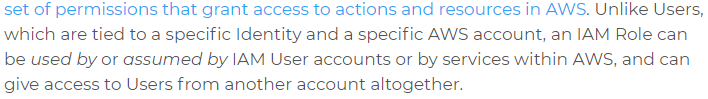 set of permissions that grant access to actions and resources in AWS. Unlike Users,
which are tied to a specific Identity and a specific AWS account, an IAM Role can
be used by or assumed by IAM User accounts or by services within AWS, and can
give access to Users from another account altogether.